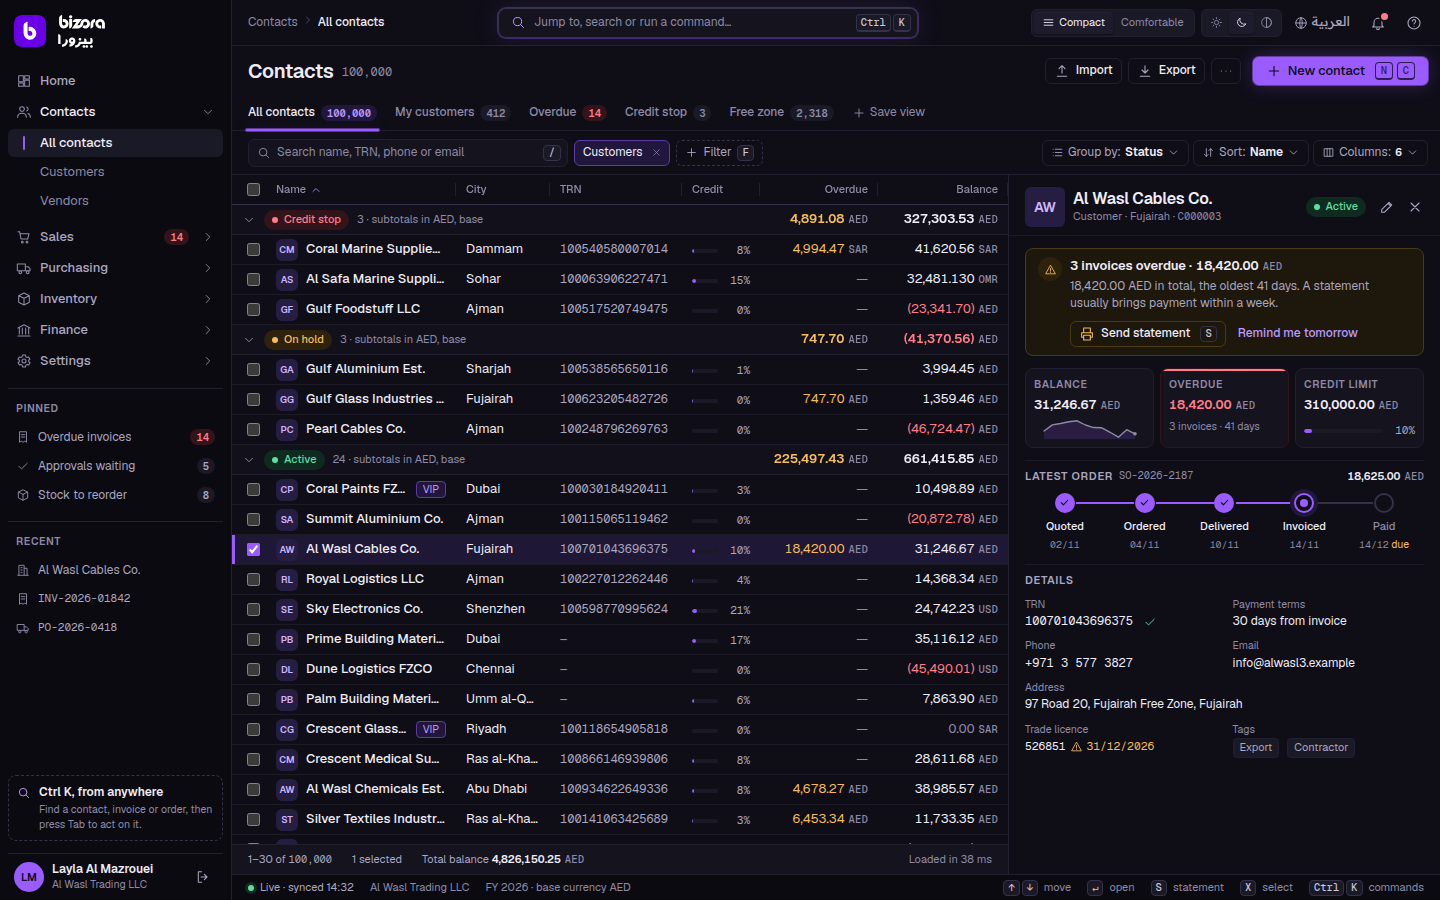 bizora
بيزورا
Home
Contacts
All contacts
Customers
Vendors
Sales 14
Purchasing
Inventory
Finance
Settings
PINNED
Overdue invoices 14
Approvals waiting 5
Stock to reorder 8
RECENT
Al Wasl Cables Co.
INV-2026-01842
PO-2026-0418
Ctrl K, from anywhere
Find a contact, invoice or order, then
press Tab to act on it.
LM Layla Al Mazrouei
Al Wasl Trading LLC
Contacts All contacts
Jump to, search or run a command... Ctrl K
Compact Comfortable
العربية
Contacts 100,000
Import Export ... New contact N C
All contacts 100,000 My customers 412 Overdue 14 Credit stop 3 Free zone 2,318 Save view
Search name, TRN, phone or email / Customers Filter F
Group by: Status Sort: Name Columns: 6
Name City TRN Credit Overdue Balance
Credit stop 3 · subtotals in AED, base 4,891.08 AED 327,303.53 AED
CM Coral Marine Supplie... Dammam 100540580007014 8% 4,994.47 SAR 41,620.56 SAR
AS Al Safa Marine Suppli... Sohar 100063906227471 15% — 32,481.130 OMR
GF Gulf Foodstuff LLC Ajman 100517520749475 0% — (23,341.70) AED
On hold 3 · subtotals in AED, base 747.70 AED (41,370.56) AED
GA Gulf Aluminium Est. Sharjah 100538565650116 1% — 3,994.45 AED
GG Gulf Glass Industries ... Fujairah 100623205482726 0% 747.70 AED 1,359.46 AED
PC Pearl Cables Co. Ajman 100248796269763 0% — (46,724.47) AED
Active 24 · subtotals in AED, base 225,497.43 AED 661,415.85 AED
CP Coral Paints FZ... VIP Dubai 100030184920411 3% — 10,498.89 AED
SA Summit Aluminium Co. Ajman 100115065119462 0% — (20,872.78) AED
AW Al Wasl Cables Co. Fujairah 100701043696375 10% 18,420.00 AED 31,246.67 AED
RL Royal Logistics LLC Ajman 100227012262446 4% — 14,368.34 AED
SE Sky Electronics Co. Shenzhen 100598770995624 21% — 24,742.23 USD
PB Prime Building Materi... Dubai – 17% — 35,116.12 AED
DL Dune Logistics FZCO Chennai – 0% — (45,490.01) USD
PB Palm Building Materi... Umm al-Q... – 6% — 7,863.90 AED
CG Crescent Glass... VIP Riyadh 100118654905818 0% — 0.00 SAR
CM Crescent Medical Su... Ras al-Kha... 100866146939806 8% — 28,611.68 AED
AW Al Wasl Chemicals Est. Abu Dhabi 100934622649336 8% 4,678.27 AED 38,985.57 AED
ST Silver Textiles Industr... Ras al-Kha... 100141063425689 3% 6,453.34 AED 11,733.35 AED
1–30 of 100,000 1 selected Total balance 4,826,150.25 AED Loaded in 38 ms
AW Al Wasl Cables Co.
Customer · Fujairah · C000003
Active
3 invoices overdue · 18,420.00 AED
18,420.00 AED in total, the oldest 41 days. A statement
usually brings payment within a week.
Send statement S Remind me tomorrow
BALANCE OVERDUE CREDIT LIMIT
31,246.67 AED 18,420.00 AED 310,000.00 AED
3 invoices · 41 days 10%
LATEST ORDER SO-2026-2187 18,625.00 AED
Quoted Ordered Delivered Invoiced Paid
02/11 04/11 10/11 14/11 14/12 due
DETAILS
TRN Payment terms
100701043696375 30 days from invoice
Phone Email
+971 3 577 3827 info@alwasl3.example
Address
97 Road 20, Fujairah Free Zone, Fujairah
Trade licence Tags
526851 31/12/2026 Export Contractor
Live · synced 14:32 Al Wasl Trading LLC FY 2026 · base currency AED
↑ ↓ move ↵ open S statement X select Ctrl K commands